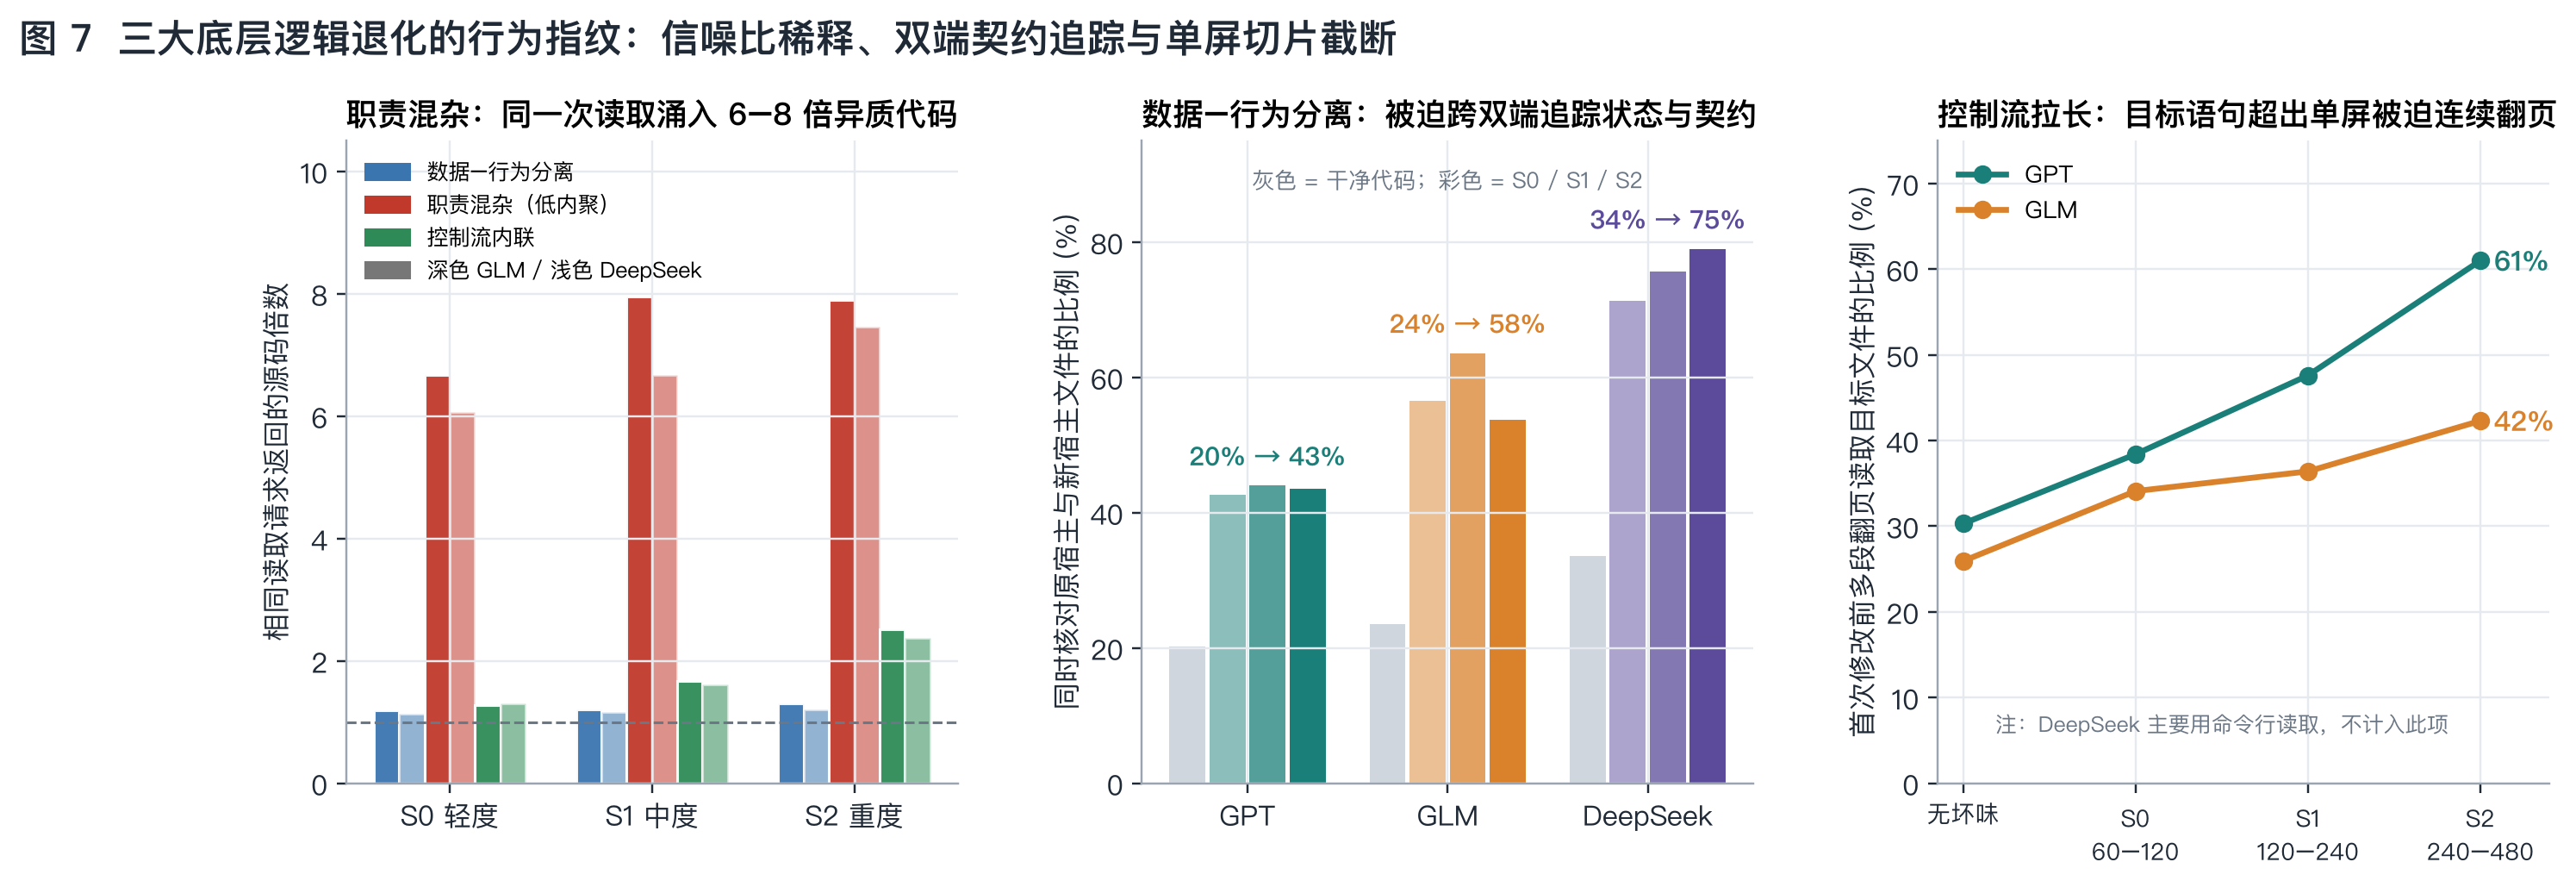 图 7 三大底层逻辑退化的行为指纹：信噪比稀释、双端契约追踪与单屏切片截断
职责混杂：同一次读取涌入 6—8 倍异质代码
相同读取请求返回的源码倍数
10
8
6
4
2
0
数据—行为分离
职责混杂（低内聚）
控制流内联
深色 GLM / 浅色 DeepSeek
S0 轻度
S1 中度
S2 重度
数据—行为分离：被迫跨双端追踪状态与契约
同时核对原宿主与新宿主文件的比例 (%)
80
60
40
20
0
灰色 = 干净代码；彩色 = S0 / S1 / S2
20% → 43%
24% → 58%
34% → 75%
GPT
GLM
DeepSeek
控制流拉长：目标语句超出单屏被迫连续翻页
首次修改前多段翻页读取目标文件的比例 (%)
70
60
50
40
30
20
10
0
GPT
GLM
61%
42%
注：DeepSeek 主要用命令行读取，不计入此项
无坏味
S0
60—120
S1
120—240
S2
240—480